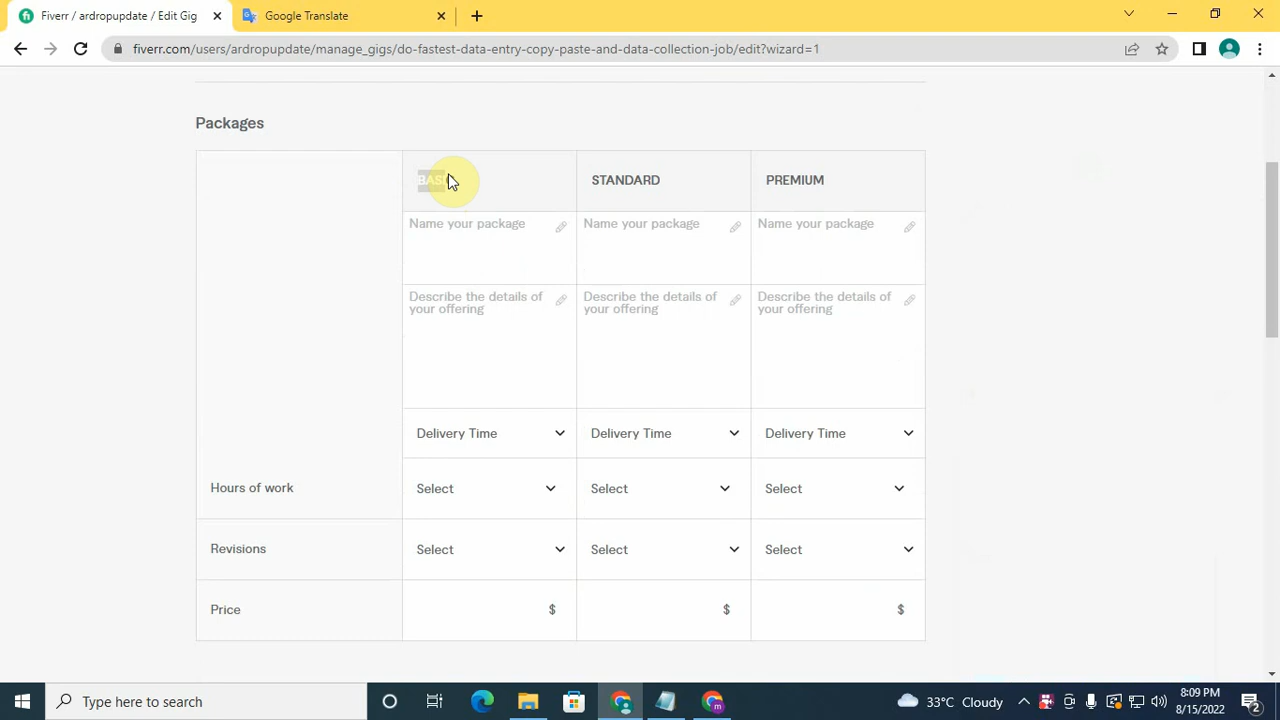 Fiverr / ardropupdate / Edit Gig
Google Translate
fiverr.com/users/ardropupdate/manage_gigs/do-fastest-data-entry-copy-paste-and-data-collection-job/edit?wizard=1
Packages
BASIC STANDARD PREMIUM
Name your package Name your package Name your package
Describe the details of your offering Describe the details of your offering Describe the details of your offering
Delivery Time Delivery Time Delivery Time
Hours of work Select Select Select
Revisions Select Select Select
Price $ $ $
Type here to search
33°C Cloudy
8:09 PM
8/15/2022
2